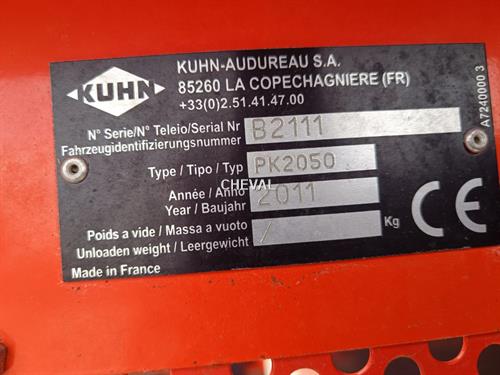 KUHN
KUHN-AUDUREAU S.A.
85260 LA COPECHAGNIERE (FR)
+33(0)2.51.41.47.00
N° Serie/N° Teleio/Serial Nr
Fahrzeugidentifizierungsnummer
B2111
Type / Tipo / Typ
PK2050
CHEVAL
Année / Anno
Year / Baujahr
2011
Poids a vide / Massa a vuoto
Unloaden weight / Leergewicht
/
Kg
Made in France
CE
A7240000 3